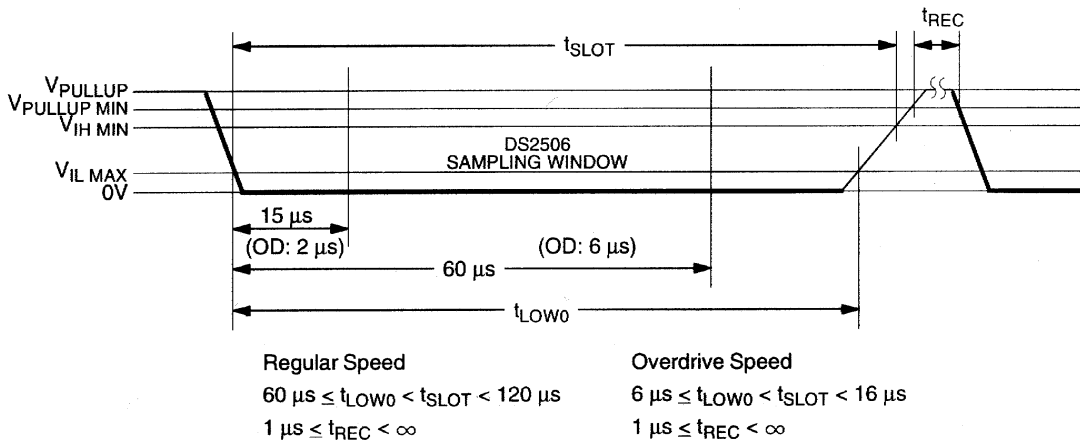 tREC
tSLOT
VPULLUP
VPULLUP MIN
VIH MIN
DS2506
SAMPLING WINDOW
VIL MAX
0V
15 µs
(OD: 2 µs)
(OD: 6 µs)
60 µs
tLOW0
Regular Speed
60 µs ≤ tLOW0 < tSLOT < 120 µs
1 µs ≤ tREC < ∞
Overdrive Speed
6 µs ≤ tLOW0 < tSLOT < 16 µs
1 µs ≤ tREC < ∞